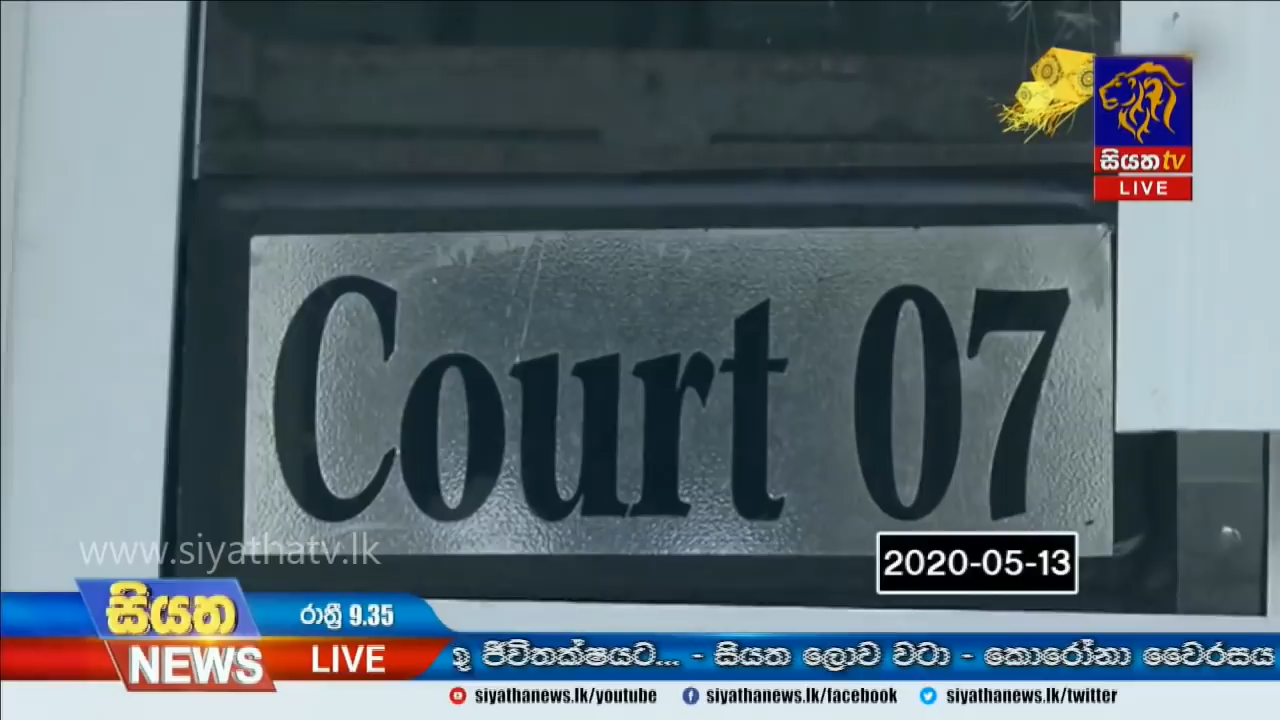 සියත tv
LIVE
Court 07
www.siyathatv.lk
2020-05-13
සියත
NEWS
රාත්‍රී 9.35
LIVE
ජීවිතක්ෂයට... - සියත ලොව වටා - කොරෝනා වෛරසය
siyathanews.lk/youtube
siyathanews.lk/facebook
siyathanews.lk/twitter